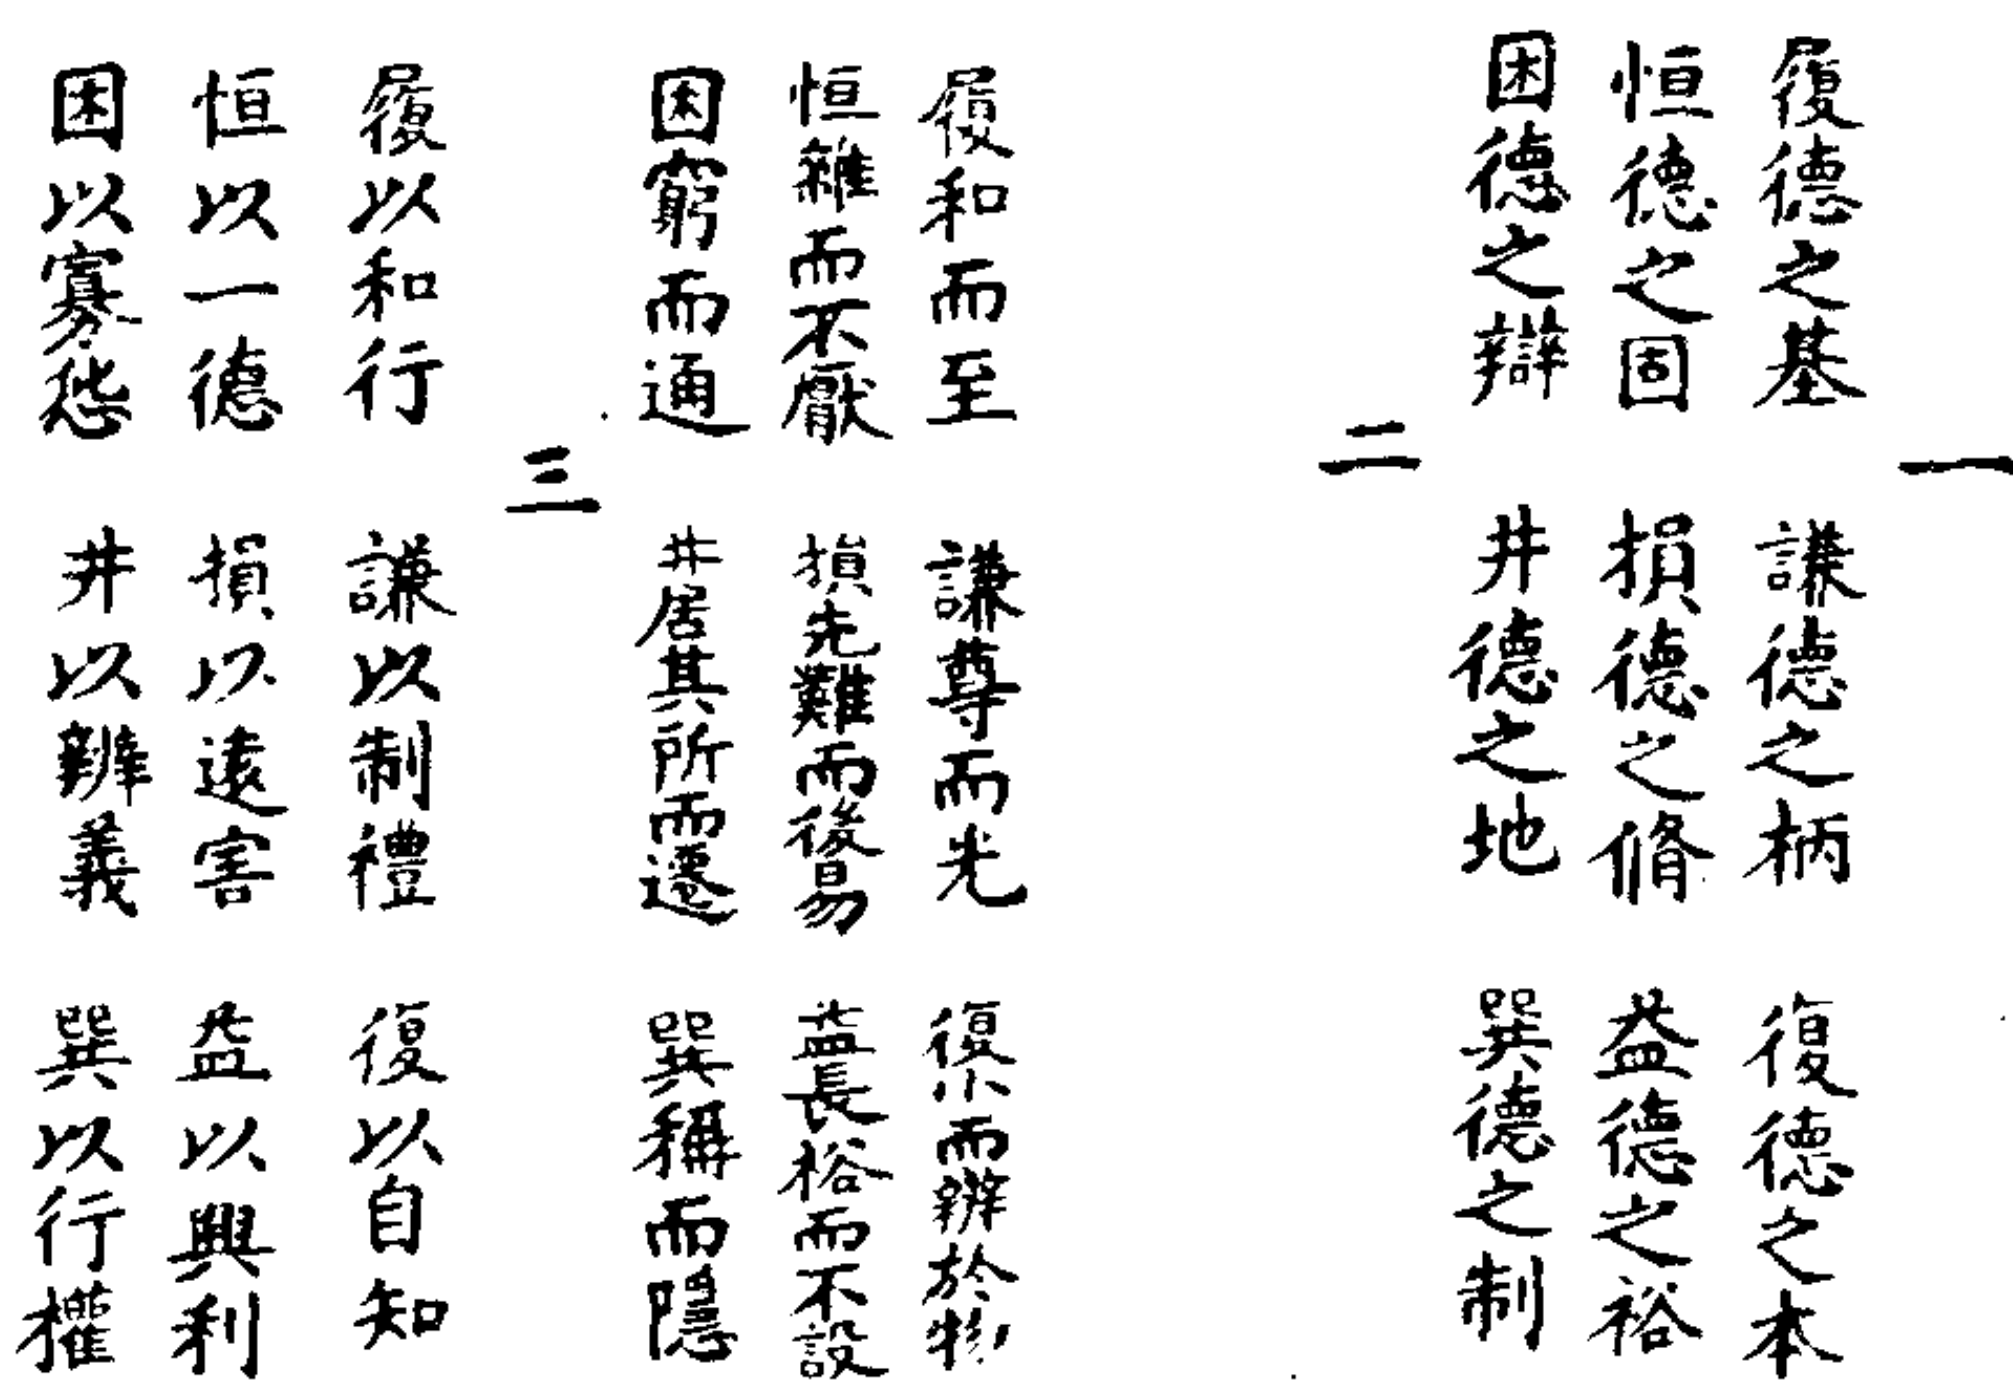 一
履德之基　謙德之柄　復德之本
恒德之固　損德之脩　益德之裕
困德之辯　井德之地　巽德之制
二
履和而至　謙尊而光　復小而辨於物
恒雜而不厭　損先難而後易　益長裕而不設
困窮而通　井居其所而遷　巽稱而隱
三
履以和行　謙以制禮　復以自知
恒以一德　損以遠害　益以興利
困以寡怨　井以辨義　巽以行權